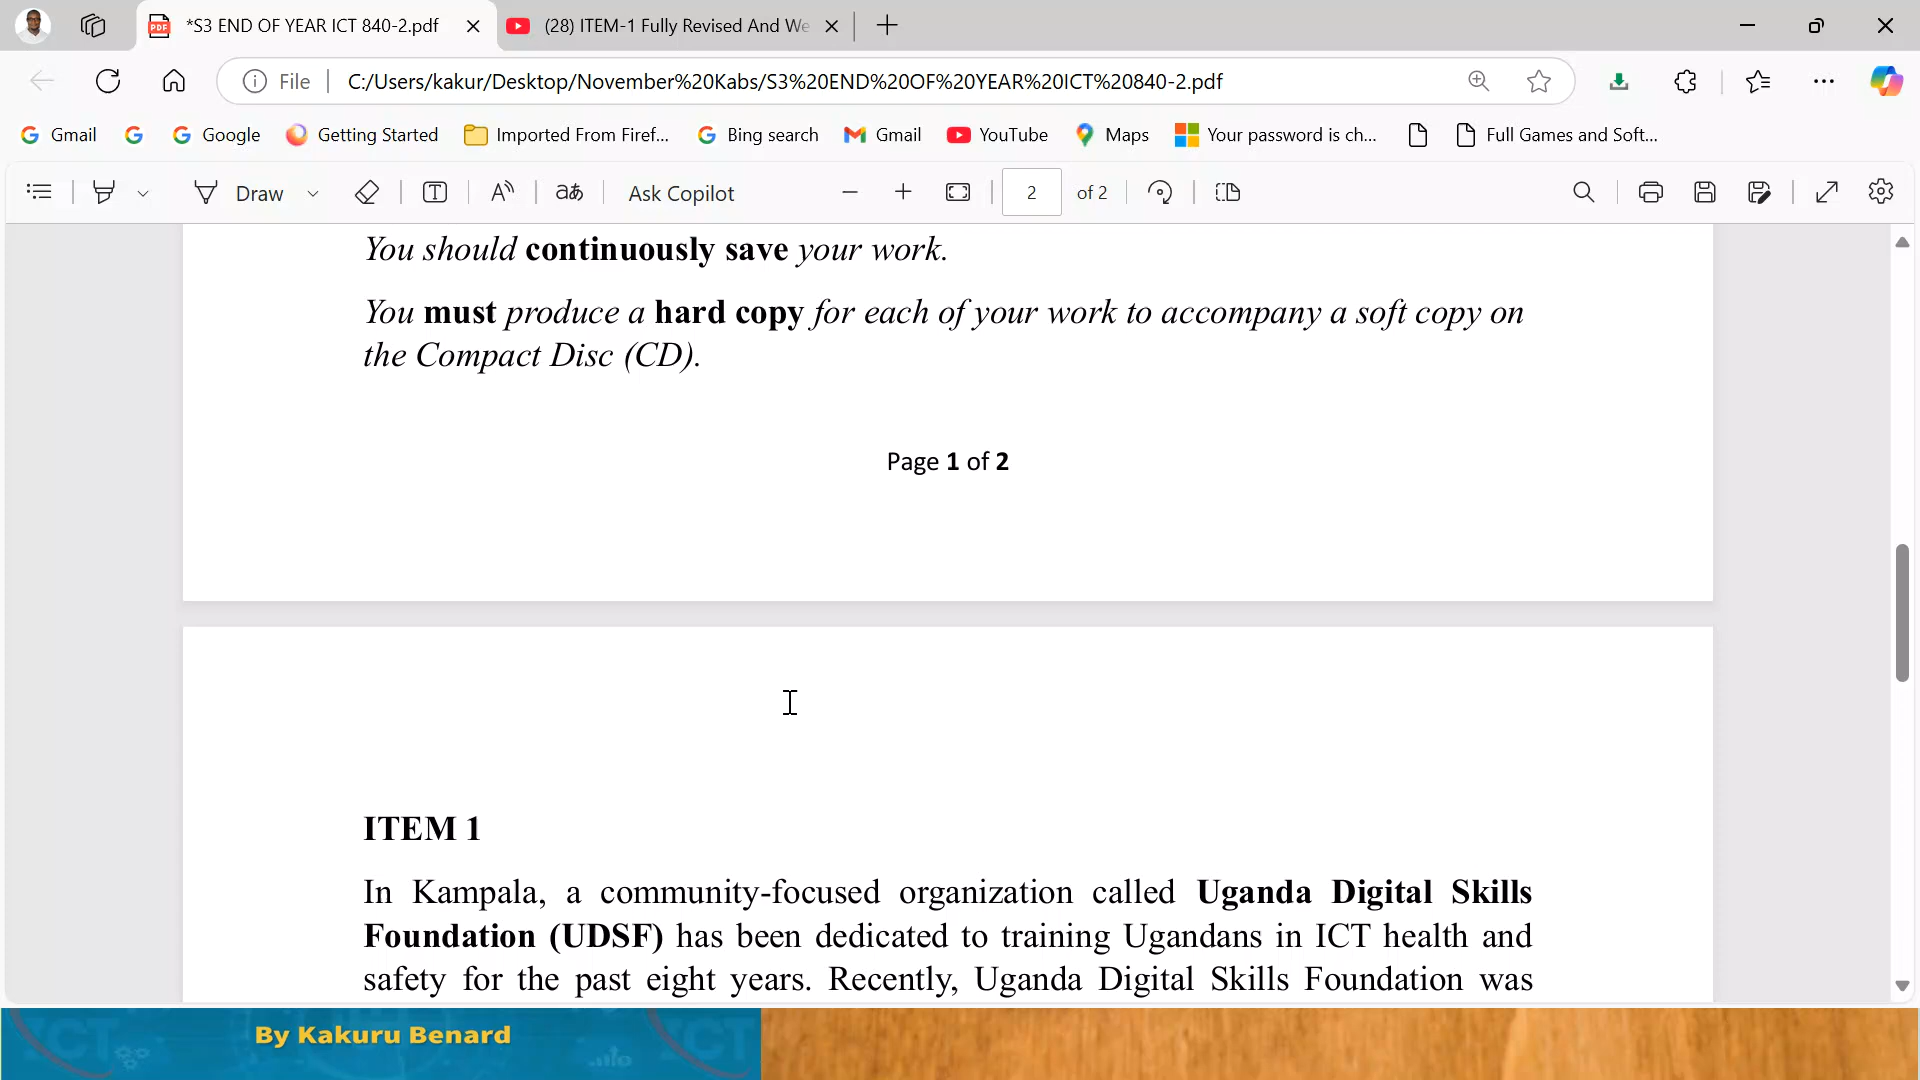 *S3 END OF YEAR ICT 840-2.pdf
(28) ITEM-1 Fully Revised And We
File
C:/Users/kakur/Desktop/November%20Kabs/S3%20END%20OF%20YEAR%20ICT%20840-2.pdf
Gmail
Google
Getting Started
Imported From Firef...
Bing search
Gmail
YouTube
Maps
Your password is ch...
Full Games and Soft...
Draw
Ask Copilot
2
of 2
You should continuously save your work.
You must produce a hard copy for each of your work to accompany a soft copy on
the Compact Disc (CD).
Page 1 of 2
ITEM 1
In Kampala, a community-focused organization called Uganda Digital Skills
Foundation (UDSF) has been dedicated to training Ugandans in ICT health and
safety for the past eight years. Recently, Uganda Digital Skills Foundation was
By Kakuru Benard
ICT
ICT